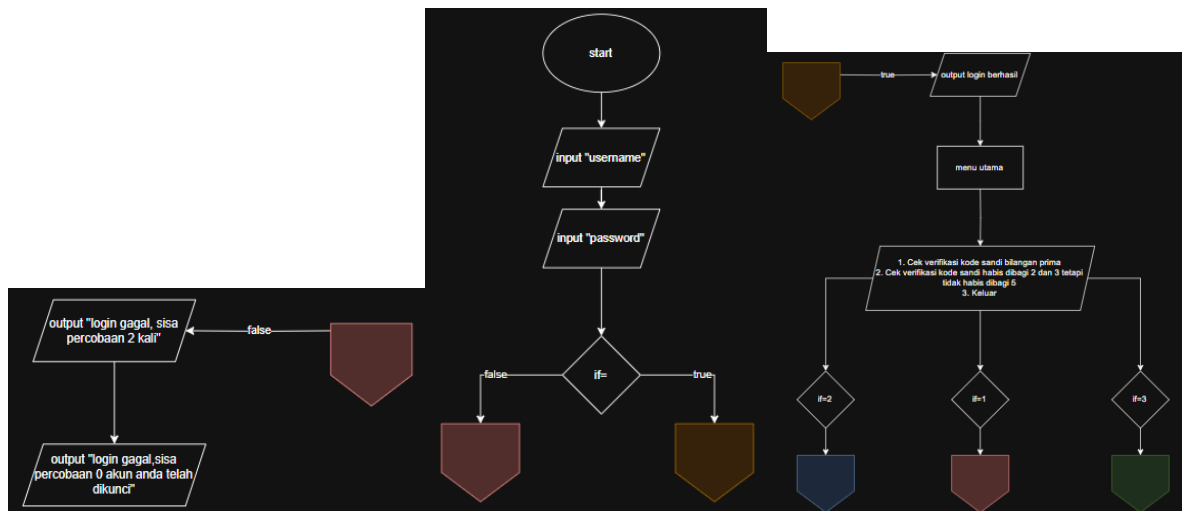 start
input "username"
input "password"
if=
false
true
output "login gagal, sisa
percobaan 2 kali"
false
output "login gagal,sisa
percobaan 0 akun anda telah
dikunci"
true
output login berhasil
menu utama
1. Cek verifikasi kode sandi bilangan prima
2. Cek verifikasi kode sandi habis dibagi 2 dan 3 tetapi
tidak habis dibagi 5
3. Keluar
if=2
if=1
if=3